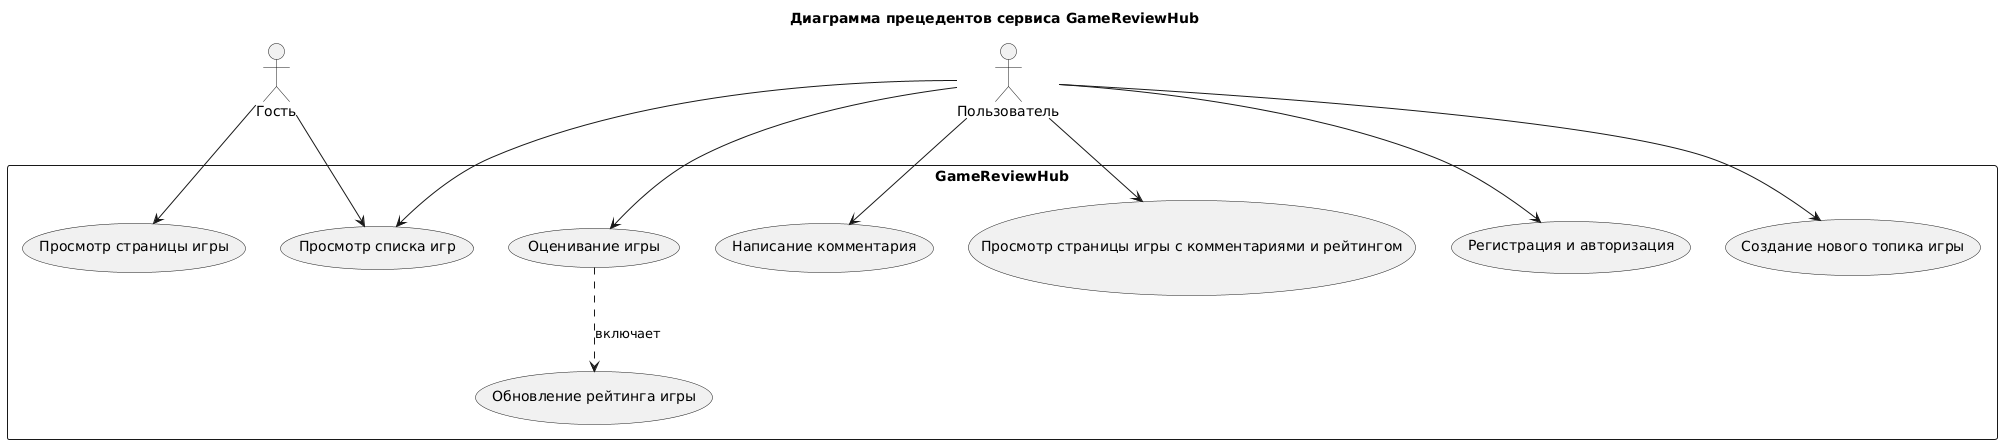 Диаграмма прецедентов сервиса GameReviewHub
Гость
Пользователь
GameReviewHub
Просмотр страницы игры
Просмотр списка игр
Оценивание игры
Написание комментария
Просмотр страницы игры с комментариями и рейтингом
Регистрация и авторизация
Создание нового топика игры
включает
Обновление рейтинга игры